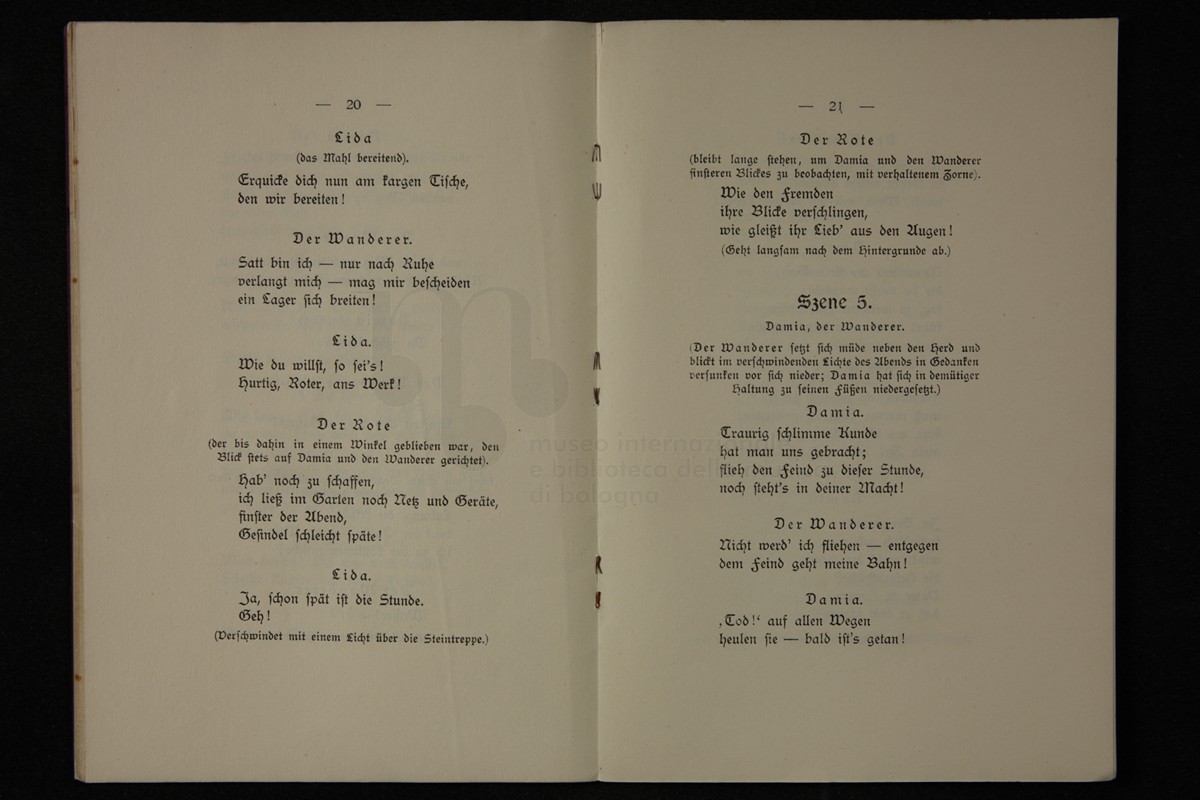 — 20 —
Lida
(das Mahl bereitend).
Erquicke dich nun am kargen Tische,
den wir bereiten!
Der Wanderer.
Satt bin ich — nur nach Ruhe
verlangt mich — mag mir bescheiden
ein Lager sich breiten!
Lida.
Wie du willst, so sei's!
Hurtig, Roter, ans Werk!
Der Rote
(der bis dahin in einem Winkel geblieben war, den
Blick stets auf Damia und den Wanderer gerichtet).
Hab' noch zu schaffen,
ich ließ im Garten noch Netz und Geräte,
finster der Abend,
Gesindel schleicht späte!
Lida.
Ja, schon spät ist die Stunde.
Geh!
(Verschwindet mit einem Licht über die Steintreppe.)
— 21 —
Der Rote
(bleibt lange stehen, um Damia und den Wanderer
finsteren Blickes zu beobachten, mit verhaltenem Zorne).
Wie den Fremden
ihre Blicke verschlingen,
wie gleißt ihr Lieb' aus den Augen!
(Geht langsam nach dem Hintergrunde ab.)
Szene 5.
Damia, der Wanderer.
(Der Wanderer setzt sich müde neben den Herd und
blickt im verschwindenden Lichte des Abends in Gedanken
versunken vor sich nieder; Damia hat sich in demütiger
Haltung zu seinen Füßen niedergesetzt.)
Damia.
Traurig schlimme Kunde
hat man uns gebracht;
flieh den Feind zu dieser Stunde,
noch steht's in deiner Macht!
Der Wanderer.
Nicht werd' ich fliehen — entgegen
dem Feind geht meine Bahn!
Damia.
‚Tod!‘ auf allen Wegen
heulen sie — bald ist's getan!
museo internazionale
e biblioteca della
di bologna